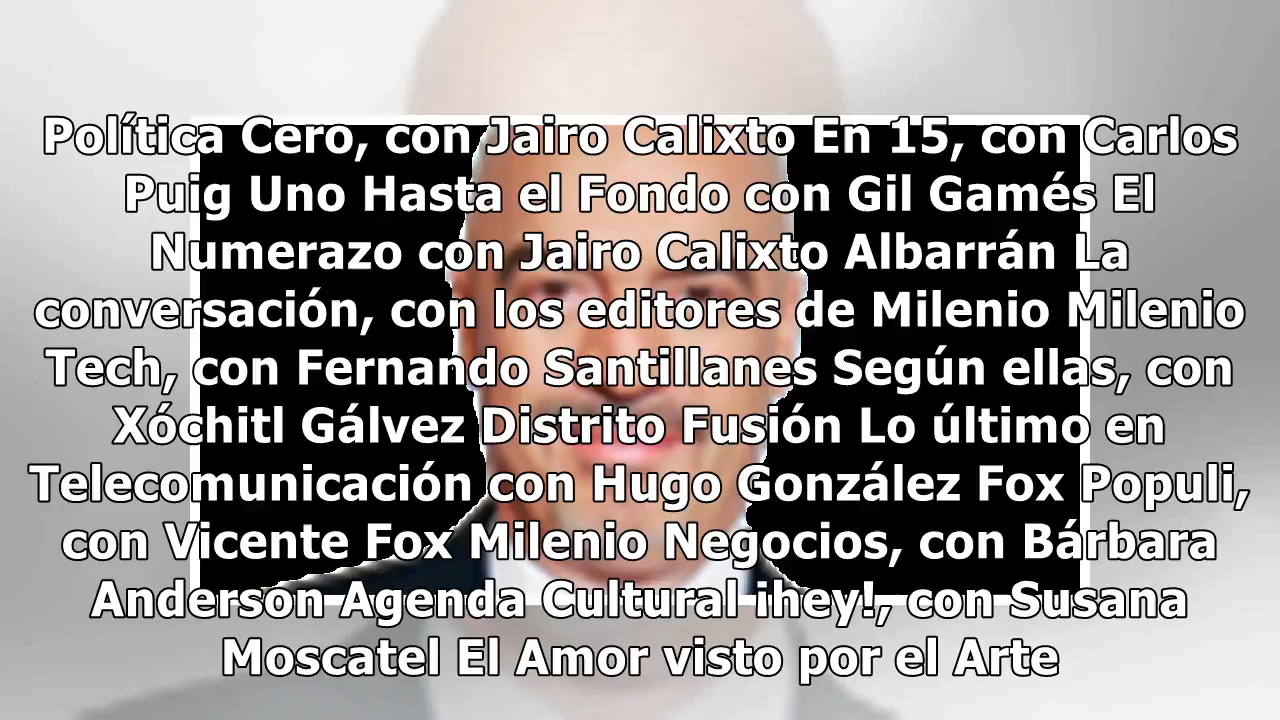 Política Cero, con Jairo Calixto En 15, con Carlos
Puig Uno Hasta el Fondo con Gil Gamés El
Numerazo con Jairo Calixto Albarrán La
conversación, con los editores de Milenio Milenio
Tech, con Fernando Santillanes Según ellas, con
Xóchitl Gálvez Distrito Fusión Lo último en
Telecomunicación con Hugo González Fox Populi,
con Vicente Fox Milenio Negocios, con Bárbara
Anderson Agenda Cultural ihey!, con Susana
Moscatel El Amor visto por el Arte